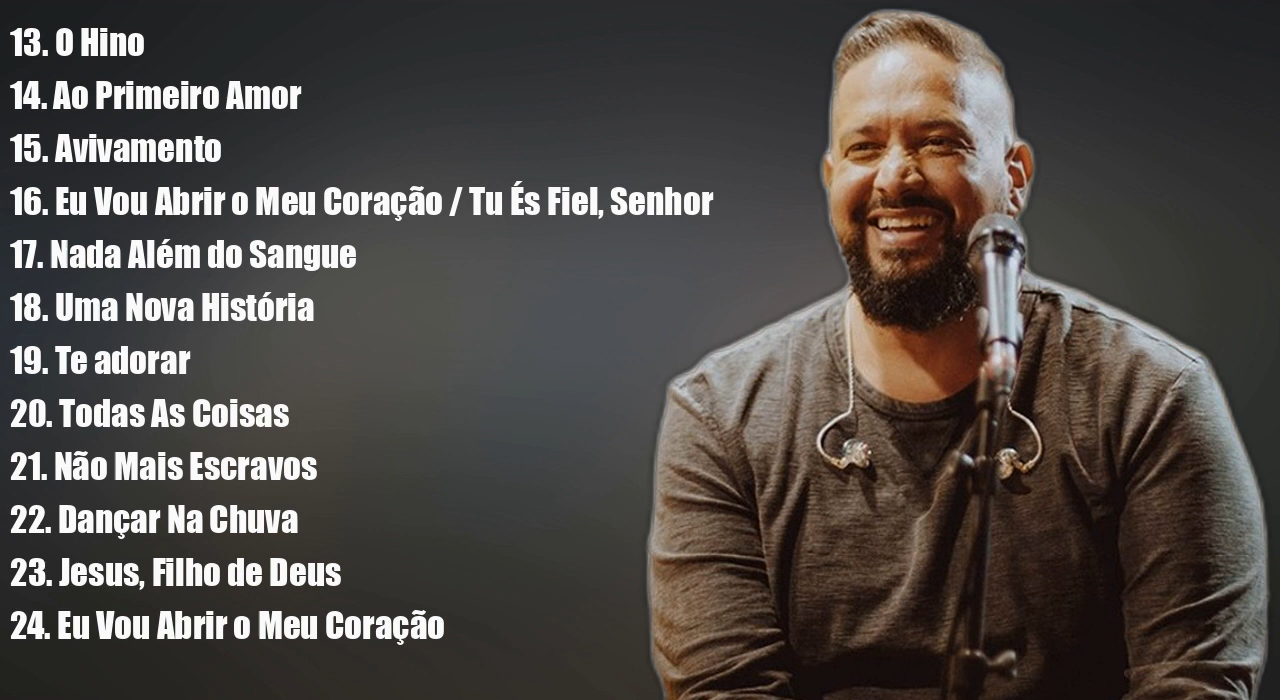 13. O Hino
14. Ao Primeiro Amor
15. Avivamento
16. Eu Vou Abrir o Meu Coração / Tu És Fiel, Senhor
17. Nada Além do Sangue
18. Uma Nova História
19. Te adorar
20. Todas As Coisas
21. Não Mais Escravos
22. Dançar Na Chuva
23. Jesus, Filho de Deus
24. Eu Vou Abrir o Meu Coração